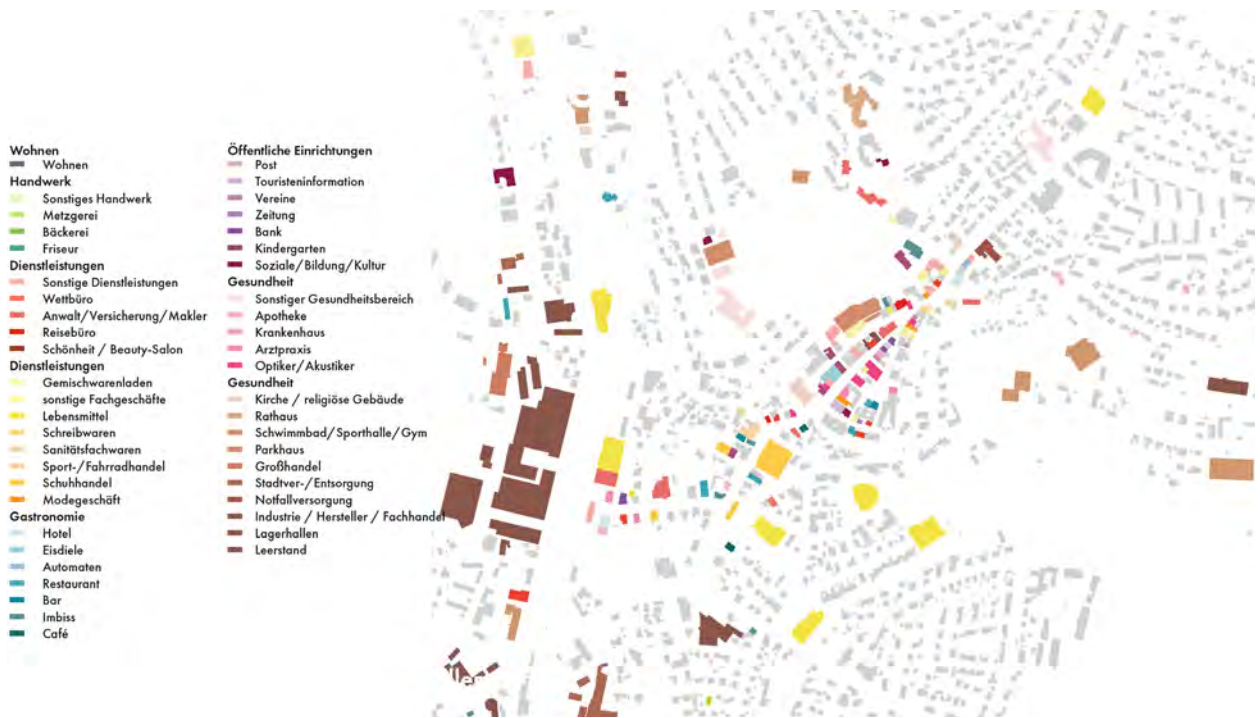 Wohnen
Wohnen
Handwerk
Sonstiges Handwerk
Metzgerei
Bäckerei
Friseur
Dienstleistungen
Sonstige Dienstleistungen
Wettbüro
Anwalt/Versicherung/Makler
Reisebüro
Schönheit / Beauty-Salon
Dienstleistungen
Gemischwarenladen
sonstige Fachgeschäfte
Lebensmittel
Schreibwaren
Sanitätsfachwaren
Sport-/Fahrradhandel
Schuhhandel
Modegeschäft
Gastronomie
Hotel
Eisdiele
Automaten
Restaurant
Bar
Imbiss
Café
Öffentliche Einrichtungen
Post
Touristeninformation
Vereine
Zeitung
Bank
Kindergarten
Soziale/Bildung/Kultur
Gesundheit
Sonstiger Gesundheitsbereich
Apotheke
Krankenhaus
Arztpraxis
Optiker/Akustiker
Gesundheit
Kirche / religiöse Gebäude
Rathaus
Schwimmbad/Sporthalle/Gym
Parkhaus
Großhandel
Stadtver-/Entsorgung
Notfallversorgung
Industrie / Hersteller / Fachhandel
Lagerhallen
Leerstand